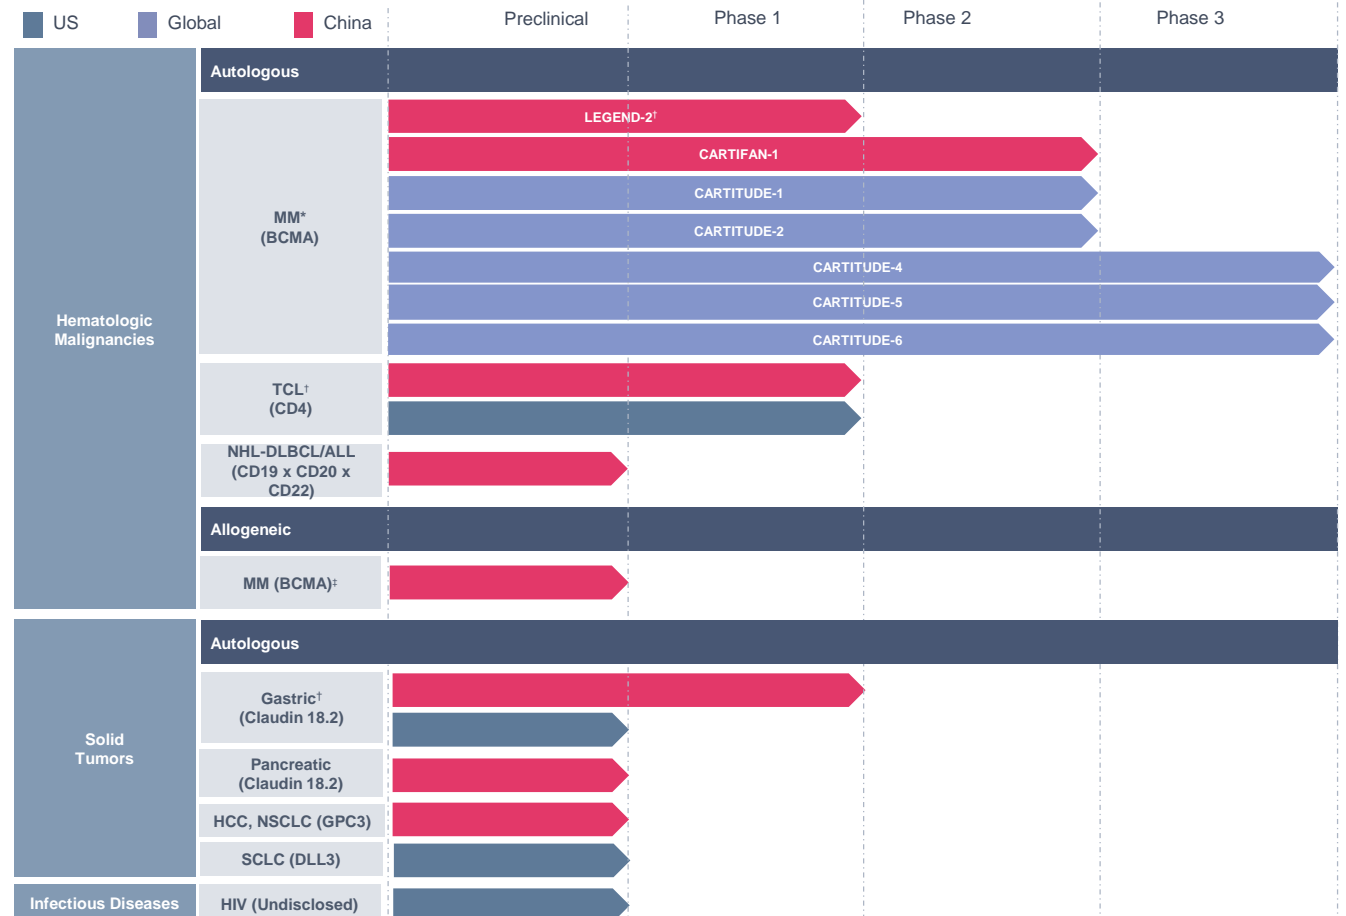 US Global China Preclinical Phase 1 Phase 2 Phase 3
Autologous
LEGEND-2†
CARTIFAN-1
CARTITUDE-1
MM*
(BCMA)
CARTITUDE-2
CARTITUDE-4
CARTITUDE-5
CARTITUDE-6
Hematologic
Malignancies
TCL†
(CD4)
NHL-DLBCL/ALL
(CD19 x CD20 x
CD22)
Allogeneic
MM (BCMA)‡
Autologous
Gastric†
(Claudin 18.2)
Solid
Tumors
Pancreatic
(Claudin 18.2)
HCC, NSCLC (GPC3)
SCLC (DLL3)
Infectious Diseases
HIV (Undisclosed)